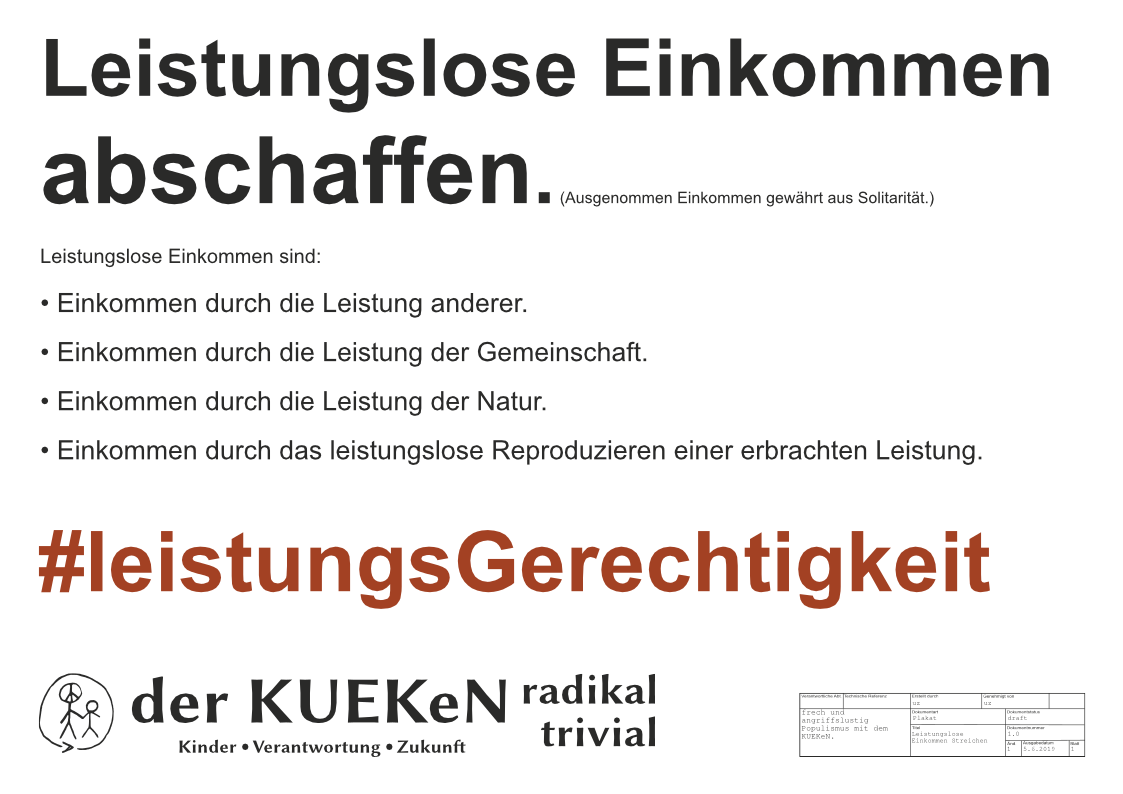 Leistungslose Einkommen
abschaffen. (Ausgenommen Einkommen gewährt aus Solitarität.)
Leistungslose Einkommen sind:
• Einkommen durch die Leistung anderer.
• Einkommen durch die Leistung der Gemeinschaft.
• Einkommen durch die Leistung der Natur.
• Einkommen durch das leistungslose Reproduzieren einer erbrachten Leistung.
#leistungsGerechtigkeit
der KUEKeN
radikal
trivial
Kinder • Verantwortung • Zukunft
Verantwortliche Abt. Technische Referenz Erstellt durch Genehmigt von
uz uz
frech und
angriffslustig
Populismus mit dem
KUEKeN.
Dokumentart
Plakat
Dokumentstatus
draft
Titel
Leistungslose
Einkommen Streichen
Dokumentnummer
1.0
Änd Ausgabedatum Blatt
1 5.6.2019 1